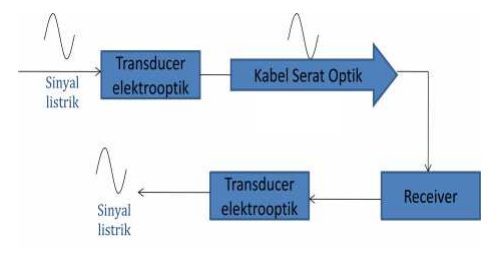 Sinyal
listrik
Transducer
elektrooptik
Kabel Serat Optik
Receiver
Transducer
elektrooptik
Sinyal
listrik